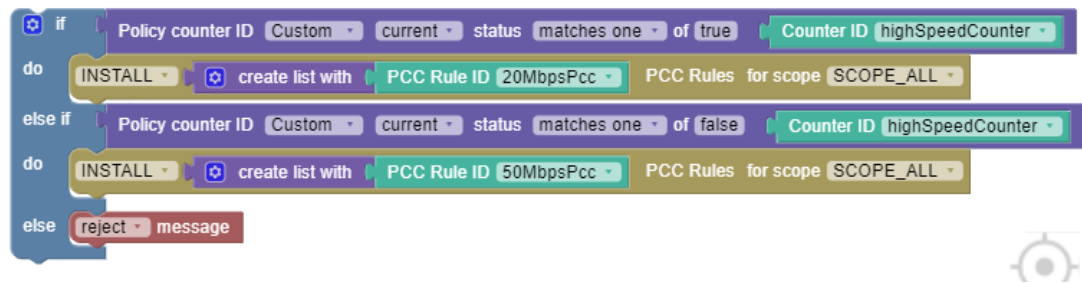 if Policy counter ID Custom current status matches one of true Counter ID highSpeedCounter
do INSTALL create list with PCC Rule ID 20MbpsPcc PCC Rules for scope SCOPE_ALL
else if Policy counter ID Custom current status matches one of false Counter ID highSpeedCounter
do INSTALL create list with PCC Rule ID 50MbpsPcc PCC Rules for scope SCOPE_ALL
else reject message